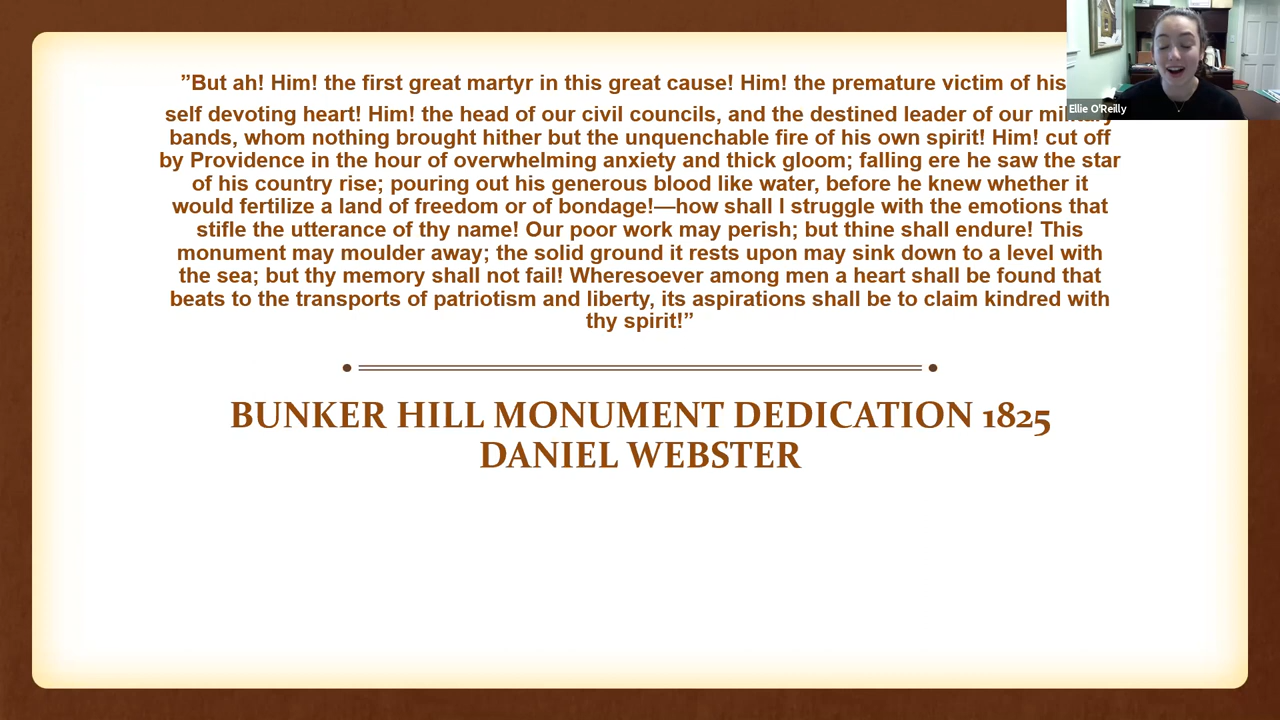 ”But ah! Him! the first great martyr in this great cause! Him! the premature victim of his
self devoting heart! Him! the head of our civil councils, and the destined leader of our military
bands, whom nothing brought hither but the unquenchable fire of his own spirit! Him! cut off
by Providence in the hour of overwhelming anxiety and thick gloom; falling ere he saw the star
of his country rise; pouring out his generous blood like water, before he knew whether it
would fertilize a land of freedom or of bondage!—how shall I struggle with the emotions that
stifle the utterance of thy name! Our poor work may perish; but thine shall endure! This
monument may moulder away; the solid ground it rests upon may sink down to a level with
the sea; but thy memory shall not fail! Wheresoever among men a heart shall be found that
beats to the transports of patriotism and liberty, its aspirations shall be to claim kindred with
thy spirit!”
BUNKER HILL MONUMENT DEDICATION 1825
DANIEL WEBSTER
Ellie O'Reilly